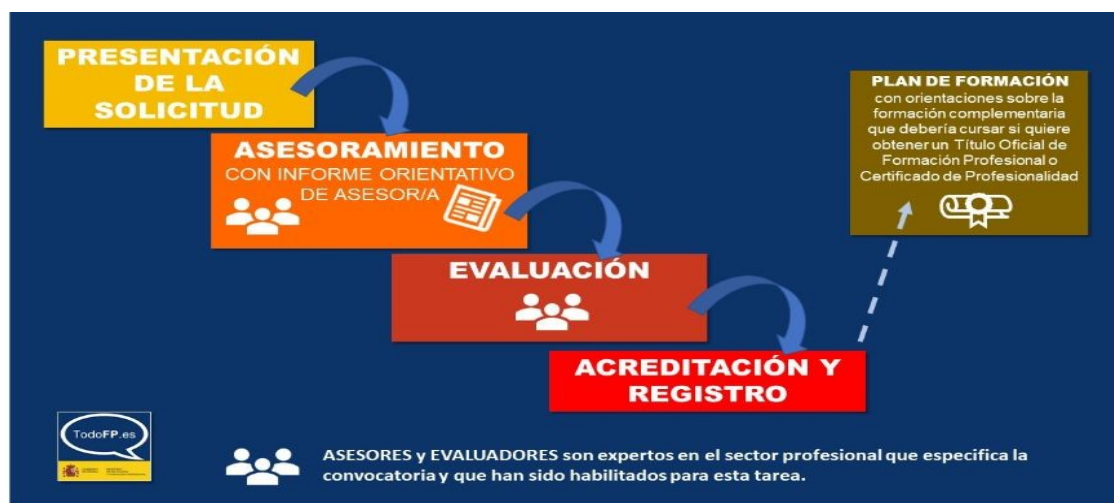 PRESENTACIÓN
DE LA
SOLICITUD
ASESORAMIENTO
CON INFORME ORIENTATIVO
DE ASESOR/A
EVALUACIÓN
ACREDITACIÓN Y
REGISTRO
PLAN DE FORMACIÓN
con orientaciones sobre la
formación complementaria
que debería cursar si quiere
obtener un Título Oficial de
Formación Profesional o
Certificado de Profesionalidad
TodoFP.es
ASESORES y EVALUADORES son expertos en el sector profesional que especifica la
convocatoria y que han sido habilitados para esta tarea.